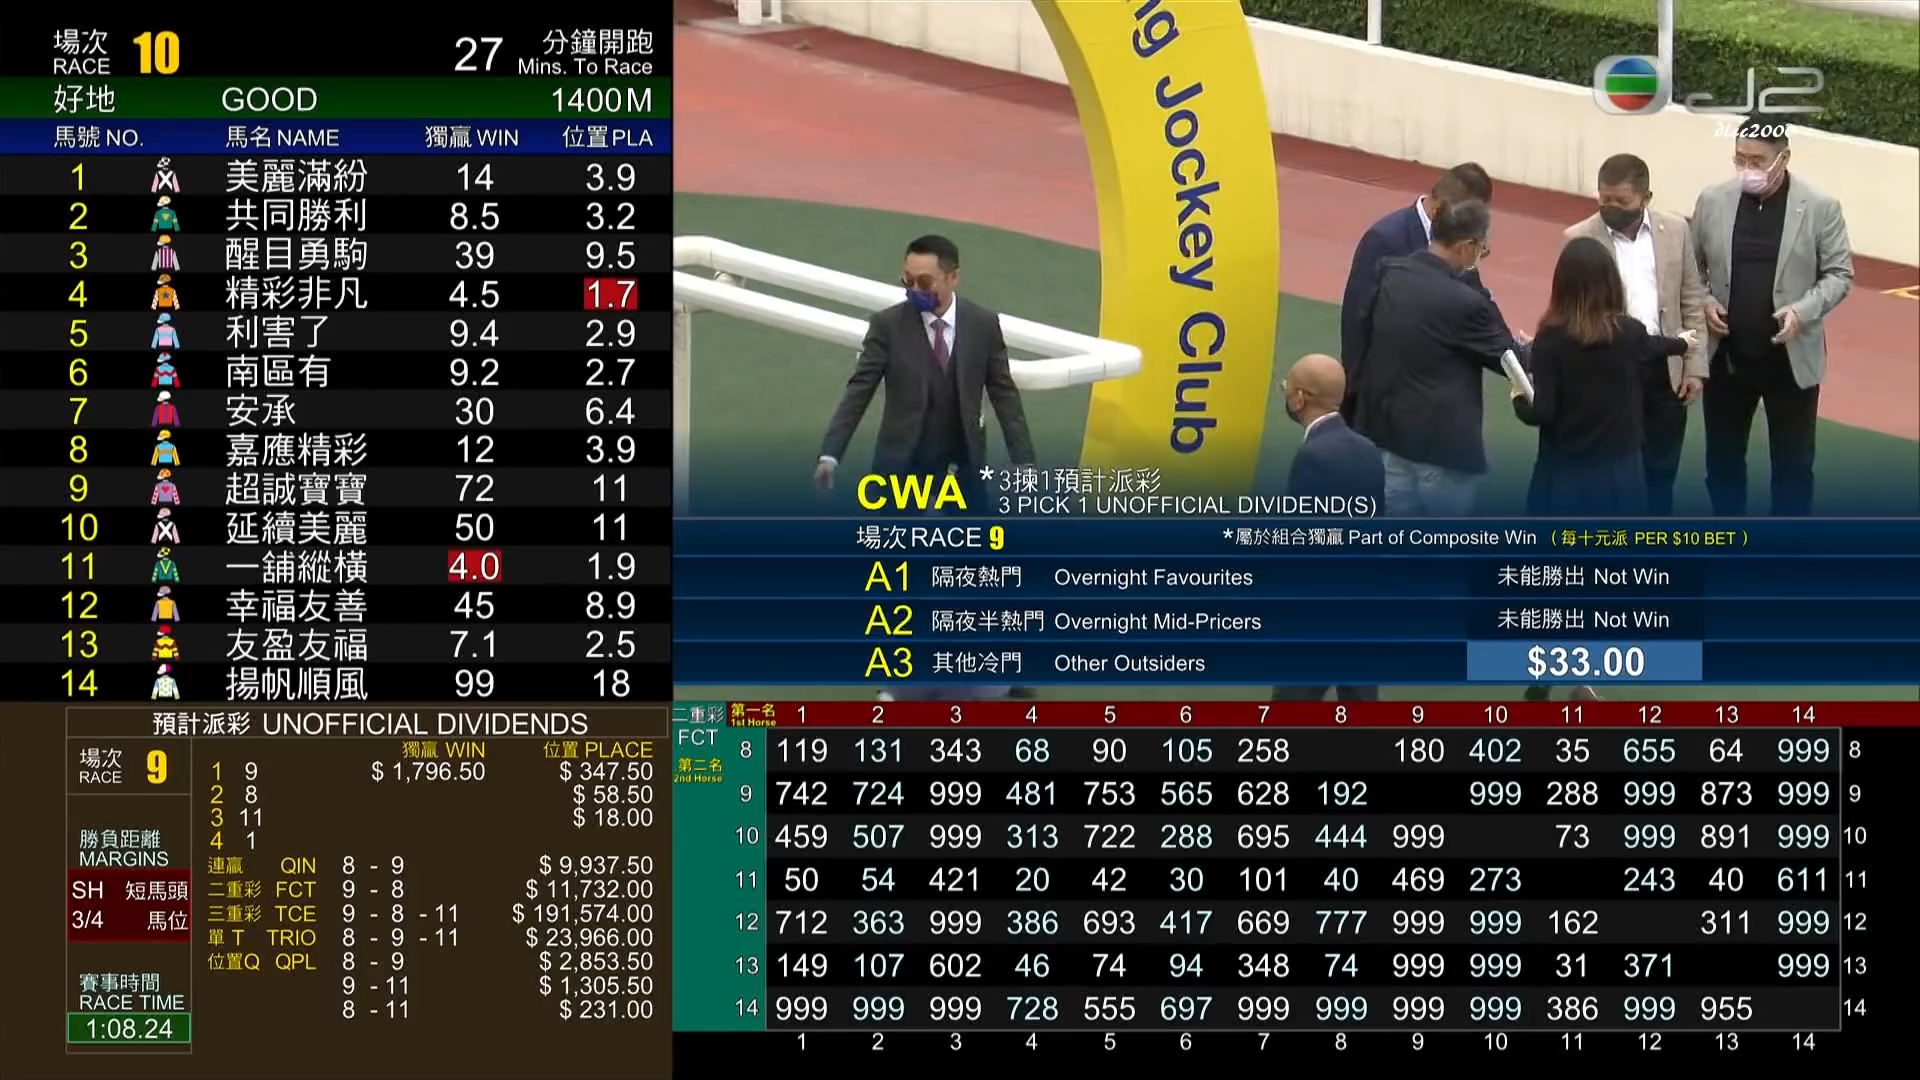 場次 RACE 10 27 分鐘開跑 Mins. To Race
好地 GOOD 1400M
馬號 NO. 馬名 NAME 獨贏 WIN 位置 PLA
1 美麗滿紛 14 3.9
2 共同勝利 8.5 3.2
3 醒目勇駒 39 9.5
4 精彩非凡 4.5 1.7
5 利害了 9.4 2.9
6 南區有 9.2 2.7
7 安承 30 6.4
8 嘉應精彩 12 3.9
9 超誠寶寶 72 11
10 延續美麗 50 11
11 一舖縱橫 4.0 1.9
12 幸福友善 45 8.9
13 友盈友福 7.1 2.5
14 揚帆順風 99 18
ng Jockey Club
J2
disc2000
CWA *3揀1預計派彩
3 PICK 1 UNOFFICIAL DIVIDEND(S)
場次 RACE 9 *屬於組合獨贏 Part of Composite Win （每十元派 PER $10 BET）
A1 隔夜熱門 Overnight Favourites 未能勝出 Not Win
A2 隔夜半熱門 Overnight Mid-Pricers 未能勝出 Not Win
A3 其他冷門 Other Outsiders $33.00
預計派彩 UNOFFICIAL DIVIDENDS
場次 RACE 9
獨贏 WIN 位置 PLACE
1 9 $ 1,796.50 $ 347.50
2 8 $ 58.50
3 11 $ 18.00
4 1
勝負距離
MARGINS
SH 短馬頭
3/4 馬位
賽事時間
RACE TIME
1:08.24
連贏 QIN 8 - 9 $ 9,937.50
二重彩 FCT 9 - 8 $ 11,732.00
三重彩 TCE 9 - 8 - 11 $ 191,574.00
單T TRIO 8 - 9 - 11 $ 23,966.00
位置Q QPL 8 - 9 $ 2,853.50
9 - 11 $ 1,305.50
8 - 11 $ 231.00
二重彩 FCT 第一名 1st Horse 1 2 3 4 5 6 7 8 9 10 11 12 13 14
第二名 2nd Horse
8 119 131 343 68 90 105 258 180 402 35 655 64 999 8
9 742 724 999 481 753 565 628 192 999 288 999 873 999 9
10 459 507 999 313 722 288 695 444 999 73 999 891 999 10
11 50 54 421 20 42 30 101 40 469 273 243 40 611 11
12 712 363 999 386 693 417 669 777 999 999 162 311 999 12
13 149 107 602 46 74 94 348 74 999 999 31 371 999 13
14 999 999 999 728 555 697 999 999 999 999 386 999 955 14
1 2 3 4 5 6 7 8 9 10 11 12 13 14